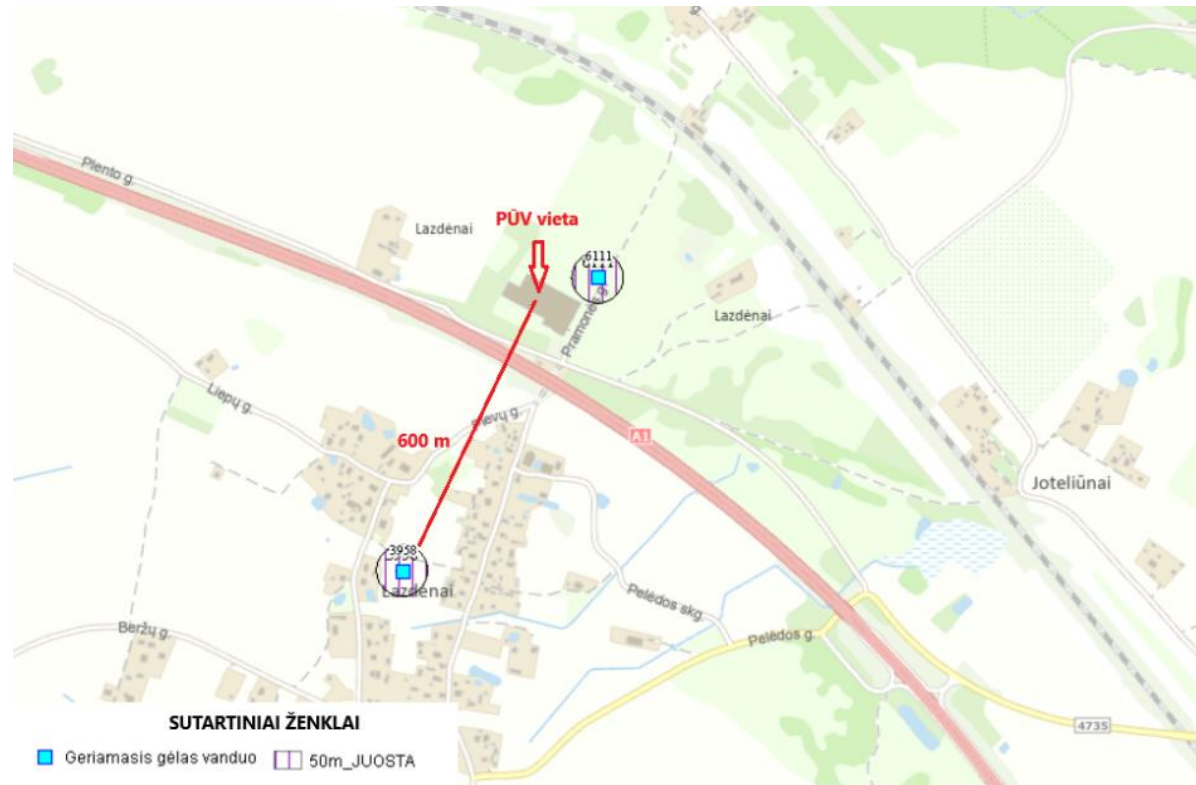 Plento g.
PŪV vieta
Lazdėnai
6111
Pramonės g.
Lazdėnai
Liepų g.
Pievų g.
A1
600 m
Joteliūnai
3958
Lazdėnai
Pelėdos skg.
Beržų g.
Pelėdos g.
4735
SUTARTINIAI ŽENKLAI
Geriamasis gėlas vanduo
50m_JUOSTA